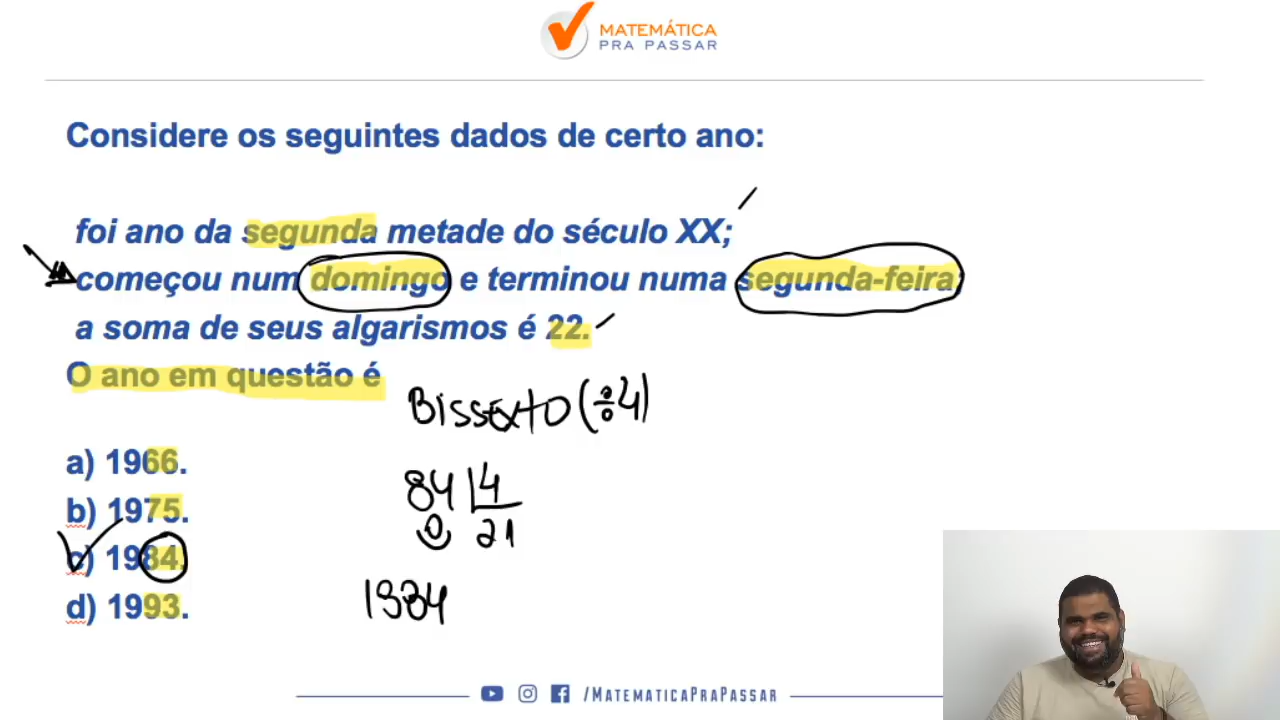 MATEMÁTICA
PRA PASSAR
Considere os seguintes dados de certo ano:
foi ano da segunda metade do século XX;
começou num domingo e terminou numa segunda-feira;
a soma de seus algarismos é 22.
O ano em questão é
Bissexto (÷4)
a) 1966.
84 4
b) 1975.
0 21
c) 1984.
1984
d) 1993.
/MATEMATICAPRAPASSAR